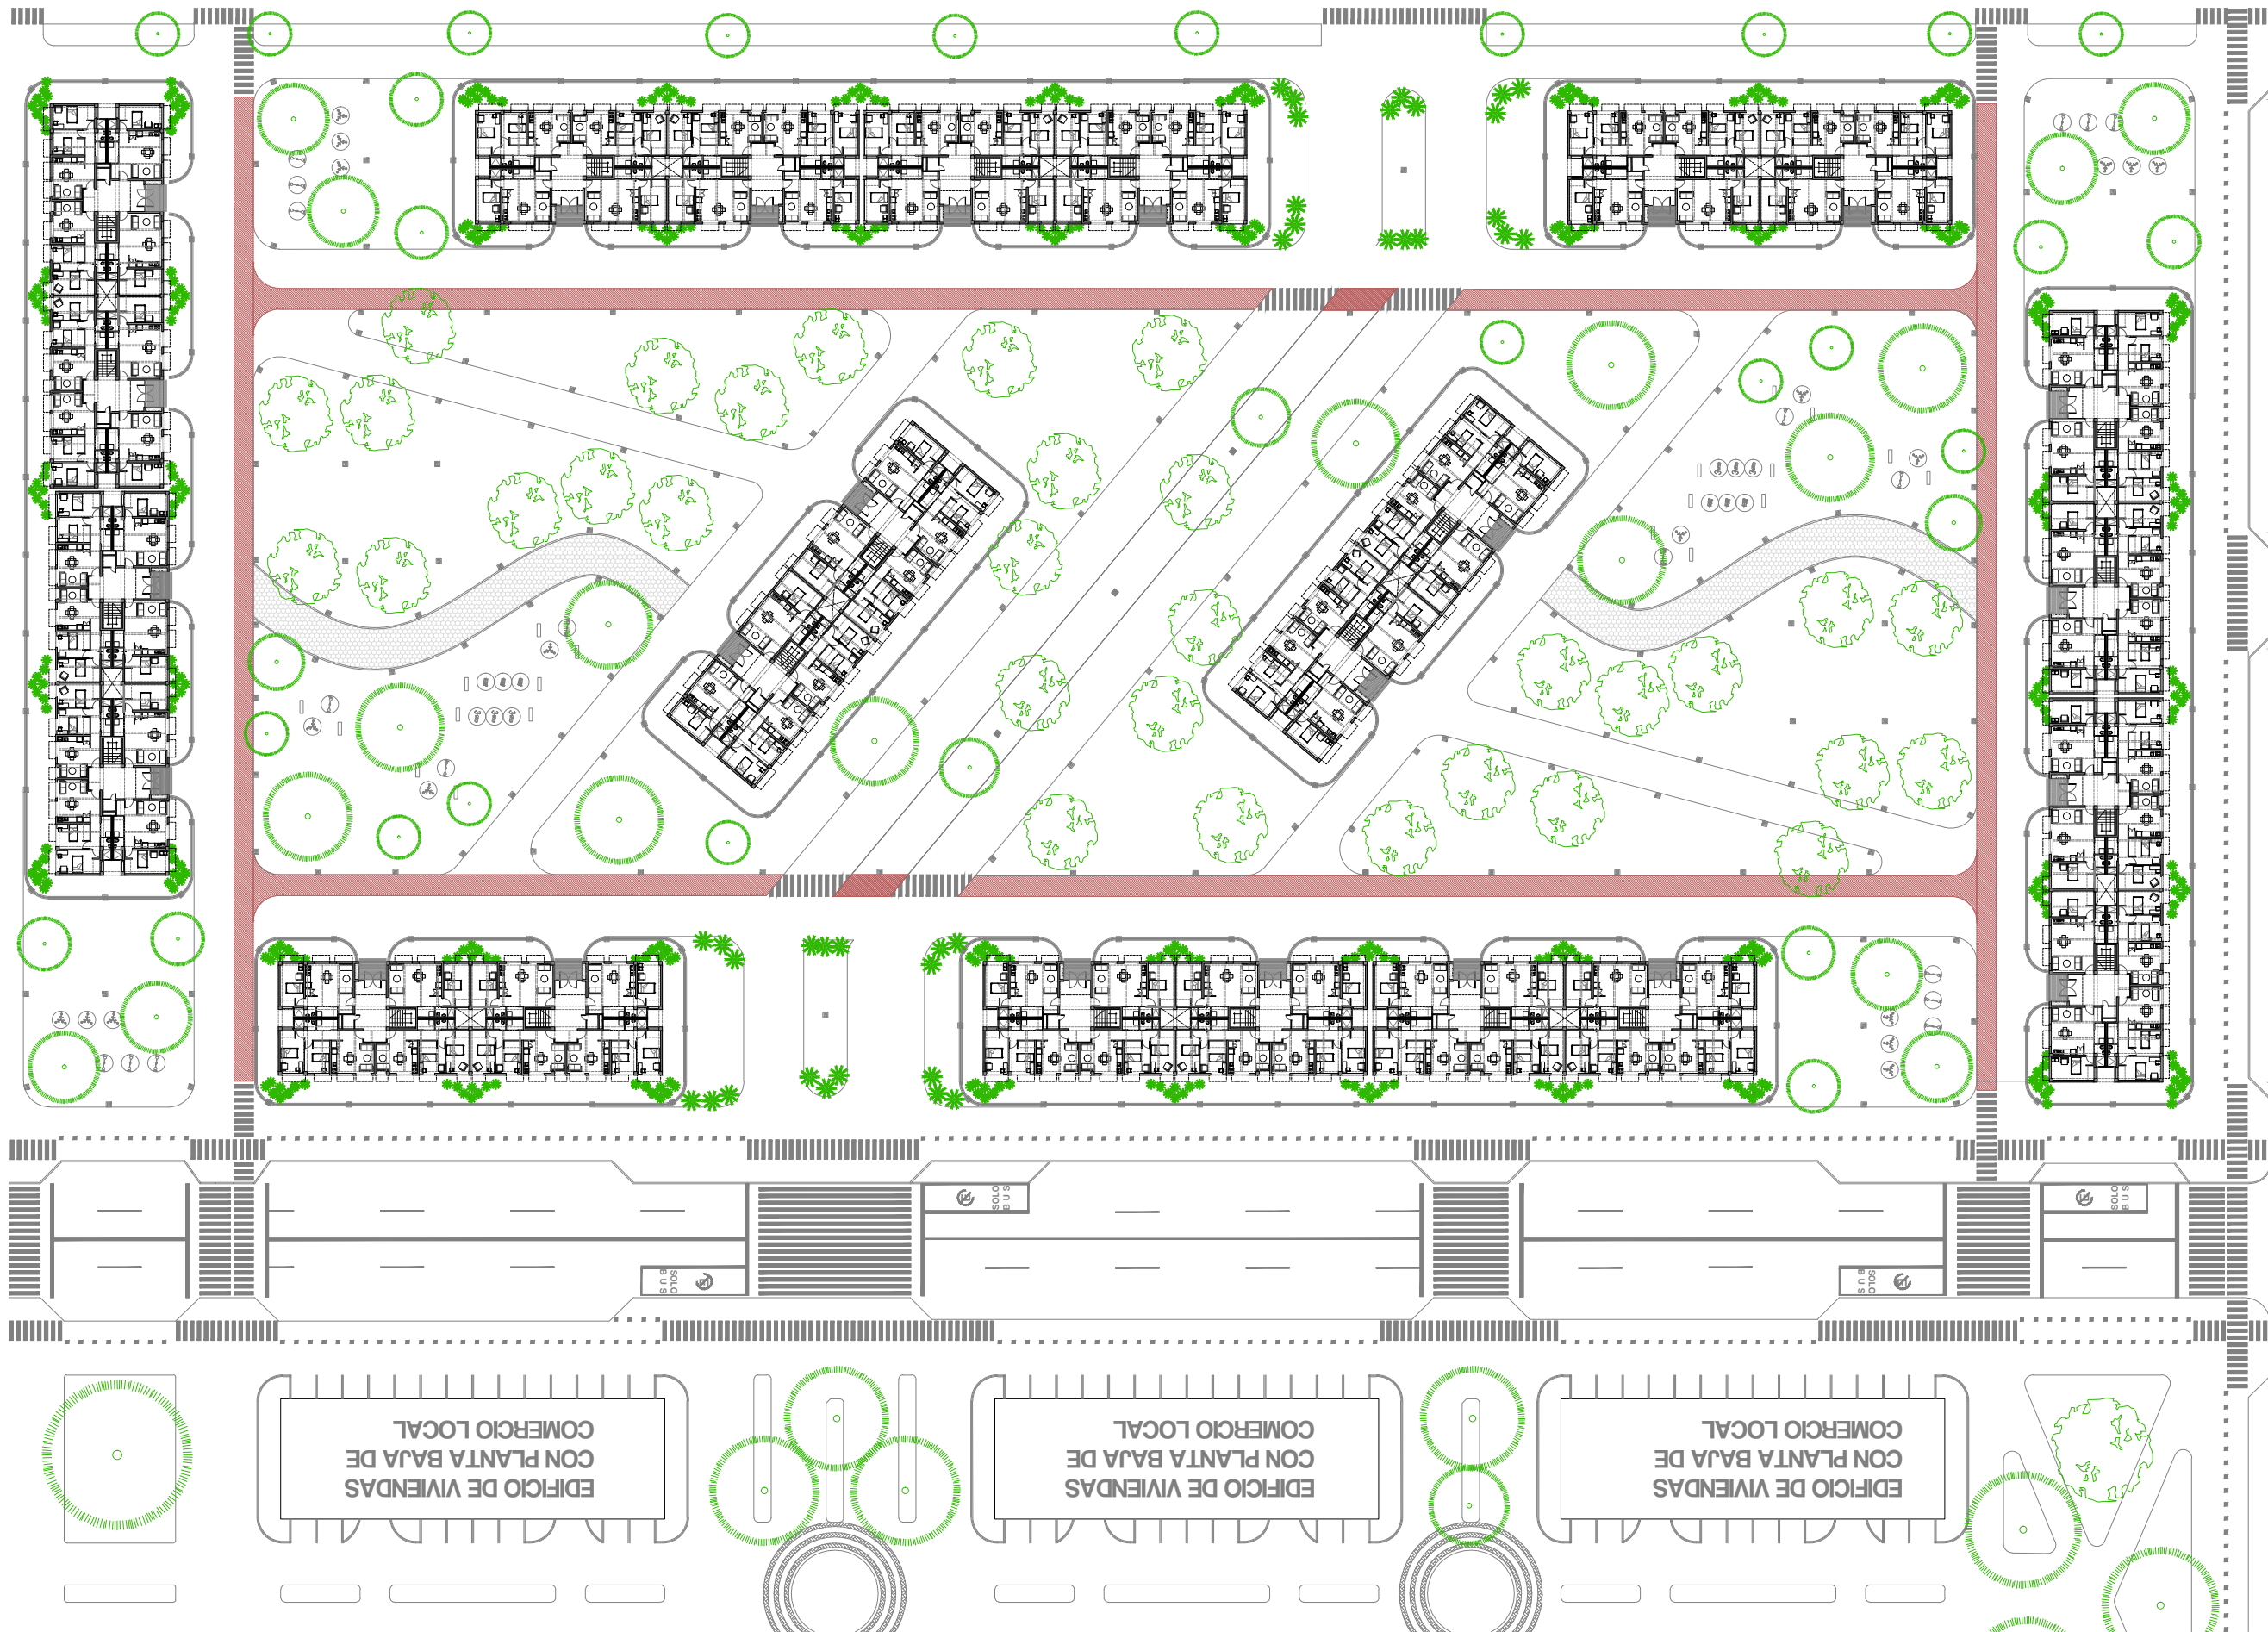 SOLO
BUS
SOLO
BUS
SOLO
BUS
SOLO
BUS
EDIFICIO DE VIVIENDAS
CON PLANTA BAJA DE
COMERCIO LOCAL
EDIFICIO DE VIVIENDAS
CON PLANTA BAJA DE
COMERCIO LOCAL
EDIFICIO DE VIVIENDAS
CON PLANTA BAJA DE
COMERCIO LOCAL